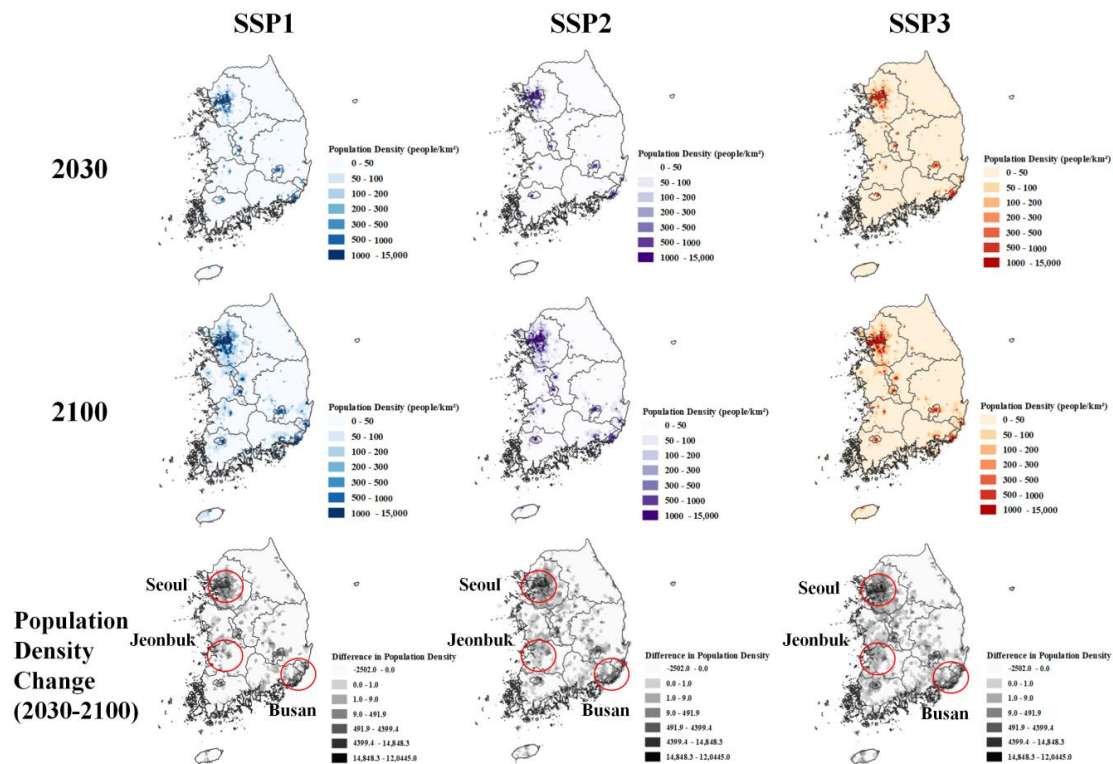 SSP1
SSP2
SSP3
2030
Population Density (people/km²)
0 - 50
50 - 100
100 - 200
200 - 300
300 - 500
500 - 1000
1000 - 15,000
Population Density (people/km²)
0 - 50
50 - 100
100 - 200
200 - 300
300 - 500
500 - 1000
1000 - 15,000
Population Density (people/km²)
0 - 50
50 - 100
100 - 200
200 - 300
300 - 500
500 - 1000
1000 - 15,000
2100
Population Density (people/km²)
0 - 50
50 - 100
100 - 200
200 - 300
300 - 500
500 - 1000
1000 - 15,000
Population Density (people/km²)
0 - 50
50 - 100
100 - 200
200 - 300
300 - 500
500 - 1000
1000 - 15,000
Population Density (people/km²)
0 - 50
50 - 100
100 - 200
200 - 300
300 - 500
500 - 1000
1000 - 15,000
Population
Density
Change
(2030-2100)
Seoul
Jeonbuk
Busan
Difference in Population Density
-2502.0 - 0.0
0.0 - 1.0
1.0 - 9.0
9.0 - 491.9
491.9 - 4399.4
4399.4 - 14,848.3
14,848.3 - 12,0445.0
Seoul
Jeonbuk
Busan
Difference in Population Density
-2502.0 - 0.0
0.0 - 1.0
1.0 - 9.0
9.0 - 491.9
491.9 - 4399.4
4399.4 - 14,848.3
14,848.3 - 12,0445.0
Seoul
Jeonbuk
Busan
Difference in Population Density
-2502.0 - 0.0
0.0 - 1.0
1.0 - 9.0
9.0 - 491.9
491.9 - 4399.4
4399.4 - 14,848.3
14,848.3 - 12,0445.0